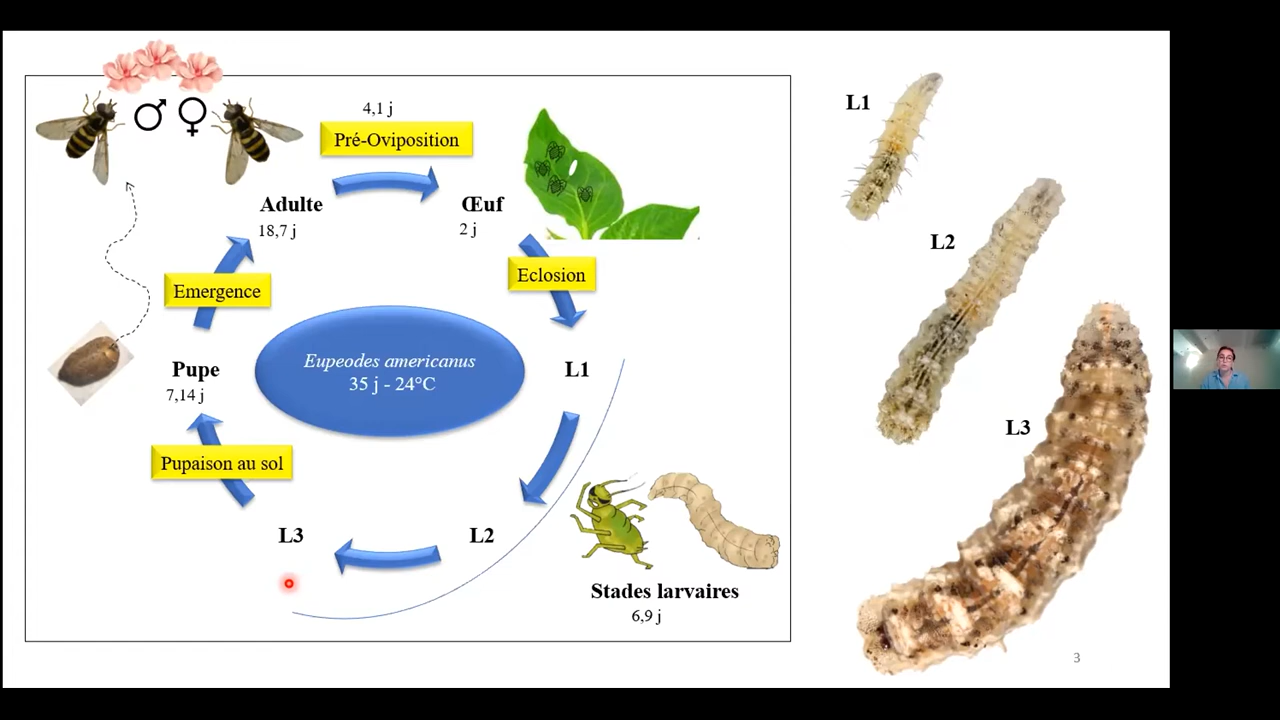 ♂ ♀
4,1 j
Pré-Oviposition
Adulte
18,7 j
Œuf
2 j
Emergence
Eclosion
Eupeodes americanus
35 j - 24°C
Pupe
7,14 j
L1
Pupaison au sol
L3
L2
Stades larvaires
6,9 j
L1
L2
L3
3